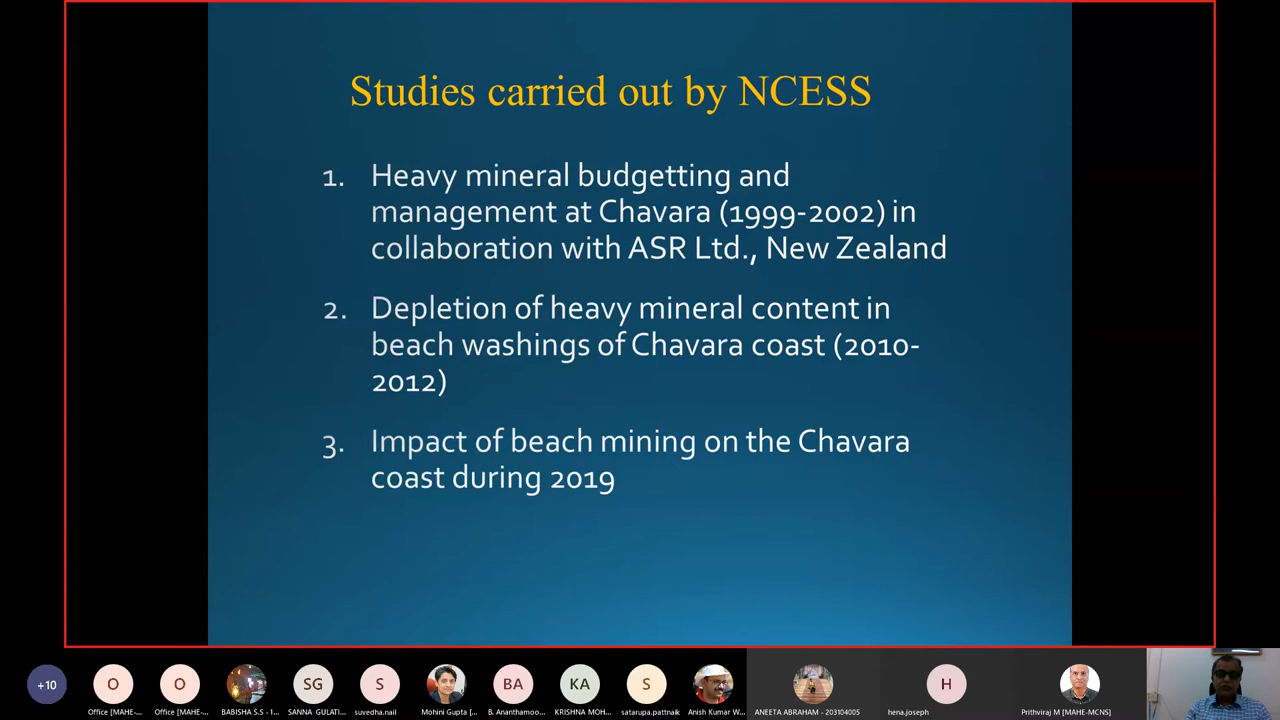 Studies carried out by NCESS
1. Heavy mineral budgetting and
management at Chavara (1999-2002) in
collaboration with ASR Ltd., New Zealand
2. Depletion of heavy mineral content in
beach washings of Chavara coast (2010-
2012)
3. Impact of beach mining on the Chavara
coast during 2019
+10
O
O
SG
S
BA
KA
S
H
Office [MAHE-...
Office [MAHE-...
BABISHA S.S - 1...
SANNA GULATI...
suvedha.nail
Mohini Gupta [...
B. Ananthamoo...
KRISHNA MOH...
satarupa.pattnaik
Anish Kumar W...
ANEETA ABRAHAM - 203104005
hena.joseph
Prithviraj M [MAHE-MCNS]